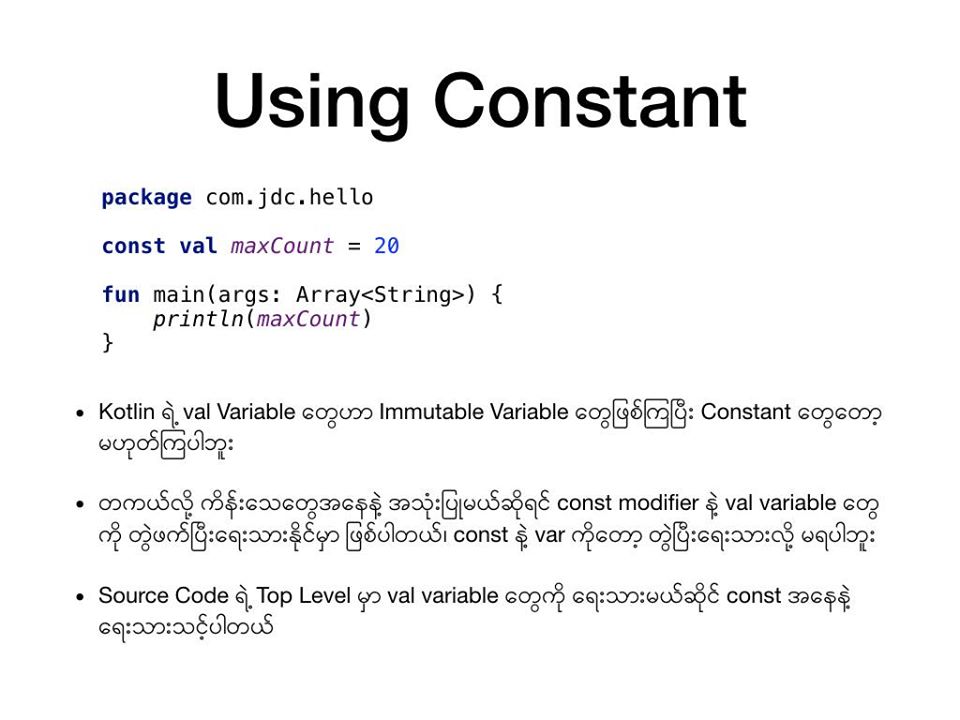 Using Constant
package com.jdc.hello
const val maxCount = 20
fun main(args: Array<String>) {
    println(maxCount)
}
• Kotlin ရဲ့ val Variable တွေဟာ Immutable Variable တွေဖြစ်ကြပြီး Constant တွေတော့
မဟုတ်ကြပါဘူး
• တကယ်လို့ ကိန်းသေတွေအနေနဲ့ အသုံးပြုမယ်ဆိုရင် const modifier နဲ့ val variable တွေ
ကို တွဲဖက်ပြီးရေးသားနိုင်မှာ ဖြစ်ပါတယ်၊ const နဲ့ var ကိုတော့ တွဲပြီးရေးသားလို့ မရပါဘူး
• Source Code ရဲ့ Top Level မှာ val variable တွေကို ရေးသားမယ်ဆိုင် const အနေနဲ့
ရေးသားသင့်ပါတယ်